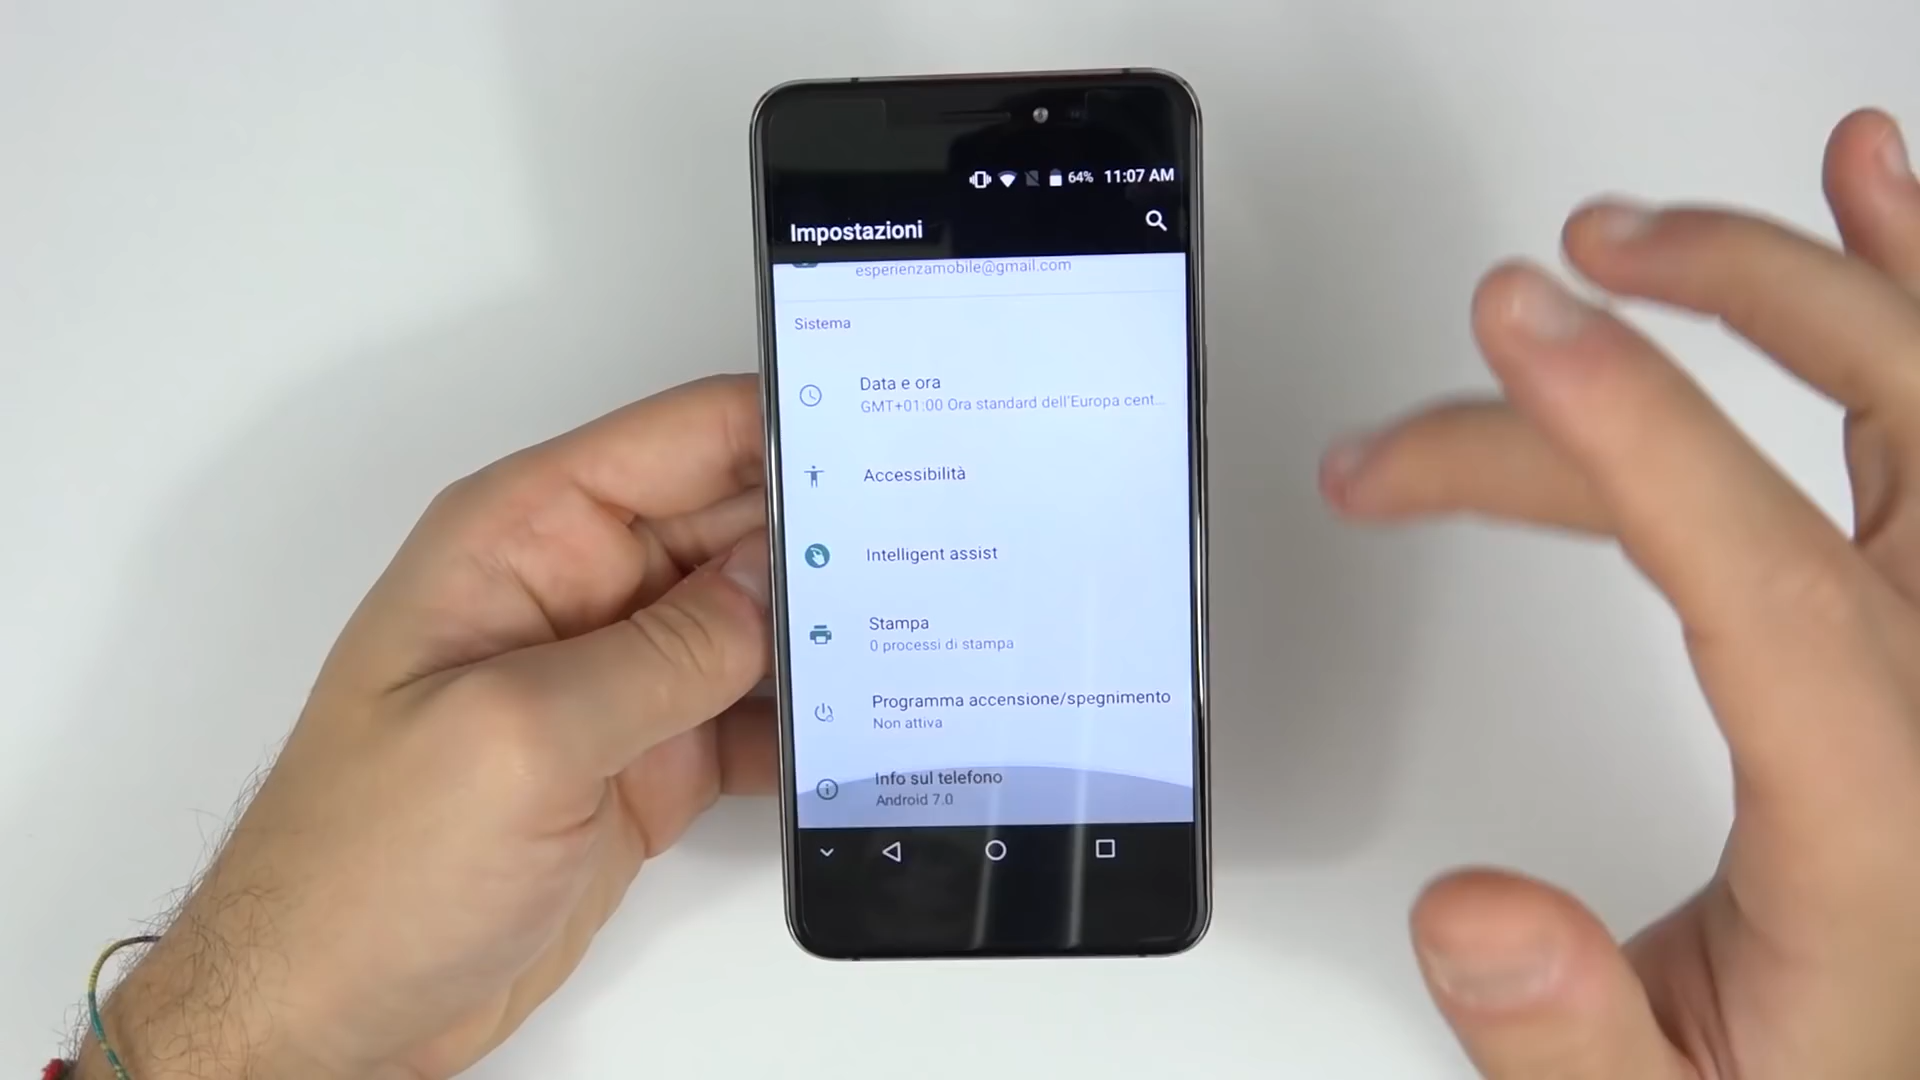 64% 11:07 AM
Impostazioni
esperienzamobile@gmail.com
Sistema
Data e ora
GMT+01:00 Ora standard dell'Europa cent...
Accessibilità
Intelligent assist
Stampa
0 processi di stampa
Programma accensione/spegnimento
Non attiva
Info sul telefono
Android 7.0